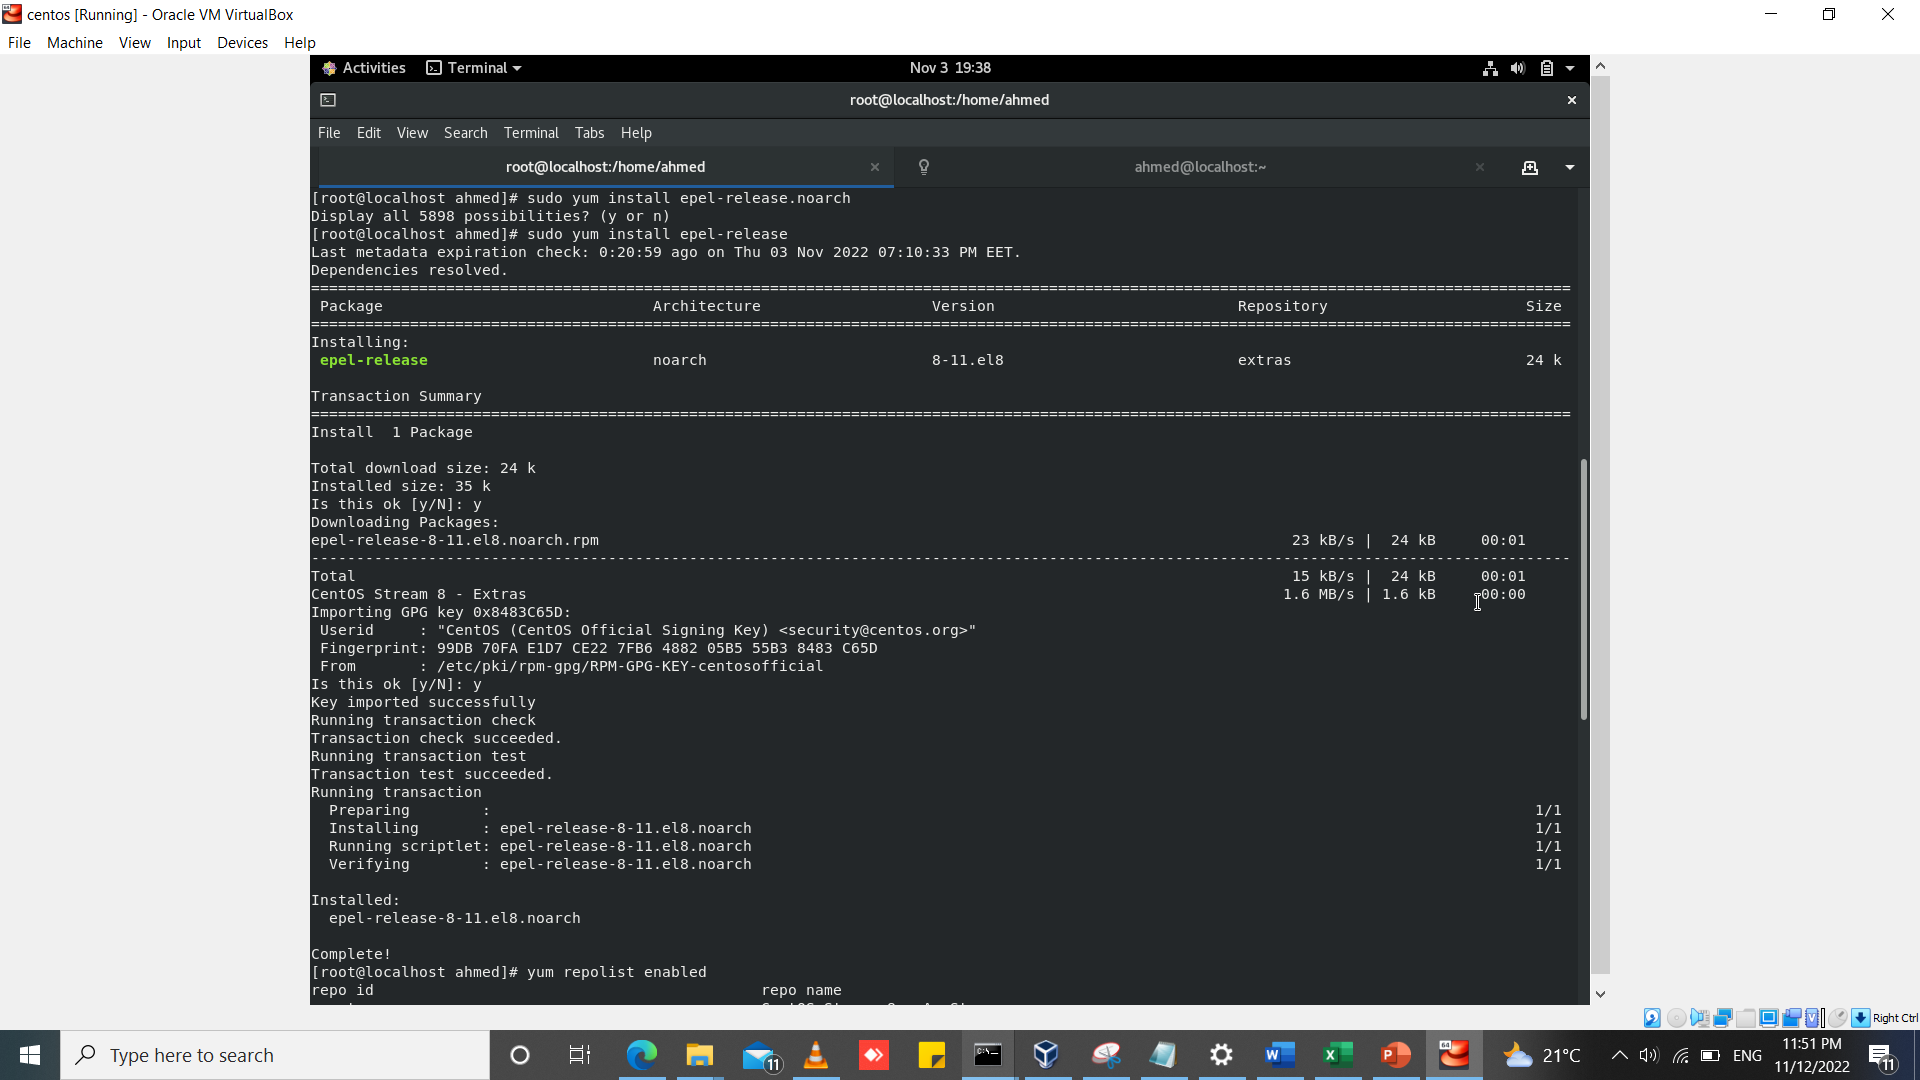 centos [Running] - Oracle VM VirtualBox
File Machine View Input Devices Help
Activities Terminal Nov 3 19:38
root@localhost:/home/ahmed
File Edit View Search Terminal Tabs Help
root@localhost:/home/ahmed ahmed@localhost:~
[root@localhost ahmed]# sudo yum install epel-release.noarch
Display all 5898 possibilities? (y or n)
[root@localhost ahmed]# sudo yum install epel-release
Last metadata expiration check: 0:20:59 ago on Thu 03 Nov 2022 07:10:33 PM EET.
Dependencies resolved.
================================================================================
Package Architecture Version Repository Size
================================================================================
Installing:
epel-release noarch 8-11.el8 extras 24 k
Transaction Summary
================================================================================
Install 1 Package
Total download size: 24 k
Installed size: 35 k
Is this ok [y/N]: y
Downloading Packages:
epel-release-8-11.el8.noarch.rpm 23 kB/s | 24 kB 00:01
--------------------------------------------------------------------------------
Total 15 kB/s | 24 kB 00:01
CentOS Stream 8 - Extras 1.6 MB/s | 1.6 kB 00:00
Importing GPG key 0x8483C65D:
Userid : "CentOS (CentOS Official Signing Key) <security@centos.org>"
Fingerprint: 99DB 70FA E1D7 CE22 7FB6 4882 05B5 55B3 8483 C65D
From : /etc/pki/rpm-gpg/RPM-GPG-KEY-centosofficial
Is this ok [y/N]: y
Key imported successfully
Running transaction check
Transaction check succeeded.
Running transaction test
Transaction test succeeded.
Running transaction
Preparing : 1/1
Installing : epel-release-8-11.el8.noarch 1/1
Running scriptlet: epel-release-8-11.el8.noarch 1/1
Verifying : epel-release-8-11.el8.noarch 1/1
Installed:
epel-release-8-11.el8.noarch
Complete!
[root@localhost ahmed]# yum repolist enabled
repo id repo name
Right Ctrl
Type here to search 11 64 21°C ENG 11:51 PM
11/12/2022 11